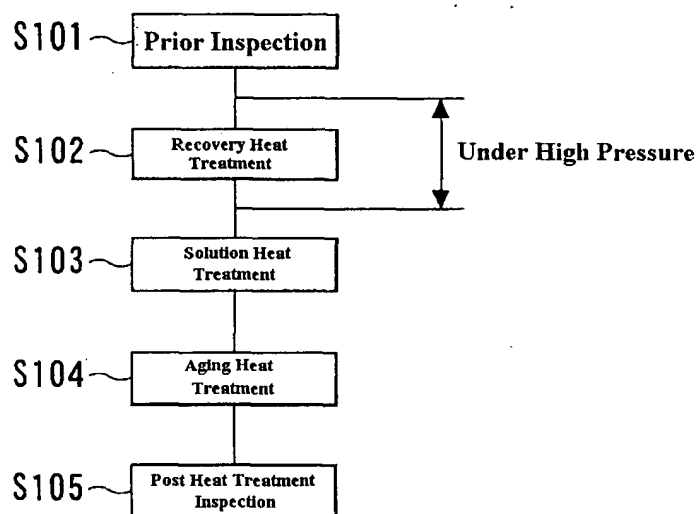 S101
Prior Inspection
S102
Recovery Heat
Treatment
Under High Pressure
S103
Solution Heat
Treatment
S104
Aging Heat
Treatment
S105
Post Heat Treatment
Inspection